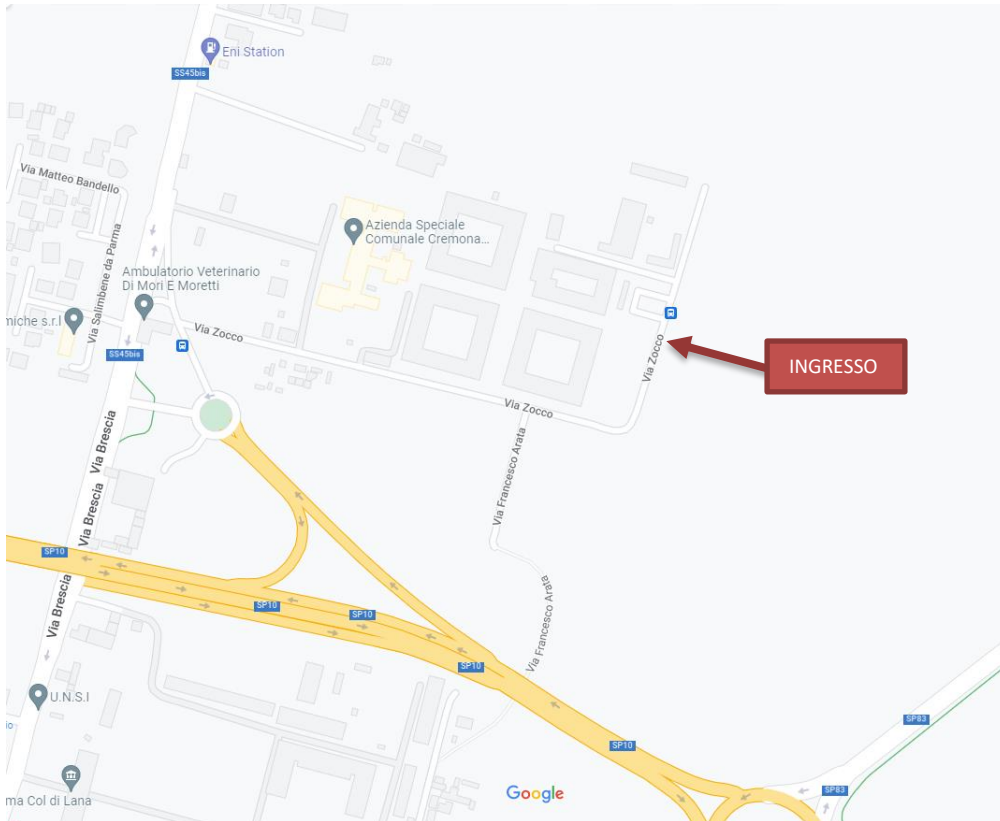 Eni Station
SS45bis
Via Matteo Bandello
Via Salimbene da Parma
Azienda Speciale
Comunale Cremona...
Ambulatorio Veterinario
Di Mori E Moretti
miche s.r.l
Via Zocco
SS45bis
Via Zocco
INGRESSO
Via Zocco
Via Brescia
Via Brescia
Via Francesco Arata
SP10
Via Brescia
SP10
SP10
Via Francesco Arata
SP10
U.N.S.I
SP83
io
SP10
SP83
ma Col di Lana
Google